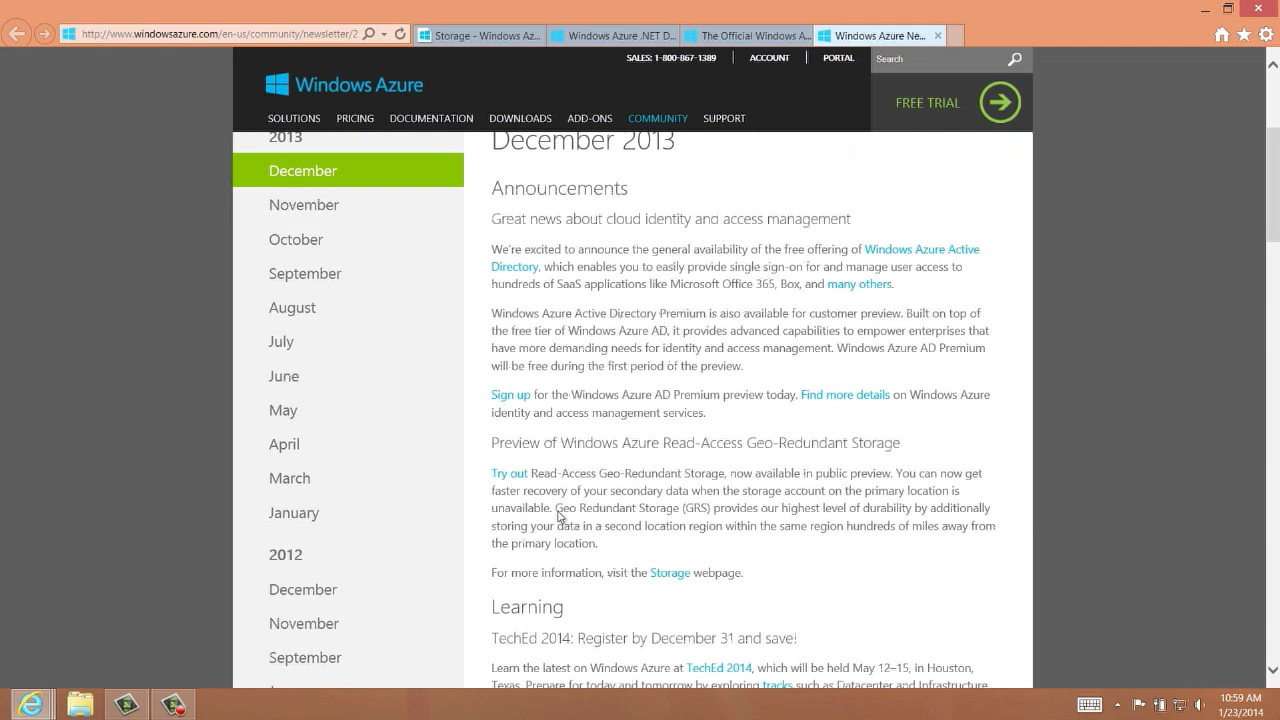 http://www.windowsazure.com/en-us/community/newsletter/2
Storage - Windows Az...
Windows Azure .NET D...
The Official Windows A...
Windows Azure Ne...
SALES: 1-800-867-1389
ACCOUNT
PORTAL
Search
Windows Azure
FREE TRIAL
SOLUTIONS PRICING DOCUMENTATION DOWNLOADS ADD-ONS COMMUNITY SUPPORT
2013
December
November
October
September
August
July
June
May
April
March
January
2012
December
November
September
December 2013
Announcements
Great news about cloud identity and access management
We're excited to announce the general availability of the free offering of Windows Azure Active
Directory, which enables you to easily provide single sign-on for and manage user access to
hundreds of SaaS applications like Microsoft Office 365, Box, and many others.
Windows Azure Active Directory Premium is also available for customer preview. Built on top of
the free tier of Windows Azure AD, it provides advanced capabilities to empower enterprises that
have more demanding needs for identity and access management. Windows Azure AD Premium
will be free during the first period of the preview.
Sign up for the Windows Azure AD Premium preview today. Find more details on Windows Azure
identity and access management services.
Preview of Windows Azure Read-Access Geo-Redundant Storage
Try out Read-Access Geo-Redundant Storage, now available in public preview. You can now get
faster recovery of your secondary data when the storage account on the primary location is
unavailable. Geo Redundant Storage (GRS) provides our highest level of durability by additionally
storing your data in a second location region within the same region hundreds of miles away from
the primary location.
For more information, visit the Storage webpage.
Learning
TechEd 2014: Register by December 31 and save!
Learn the latest on Windows Azure at TechEd 2014, which will be held May 12–15, in Houston,
Texas. Prepare for today and tomorrow by exploring tracks such as Datacenter and Infrastructure
10:59 AM
1/23/2014